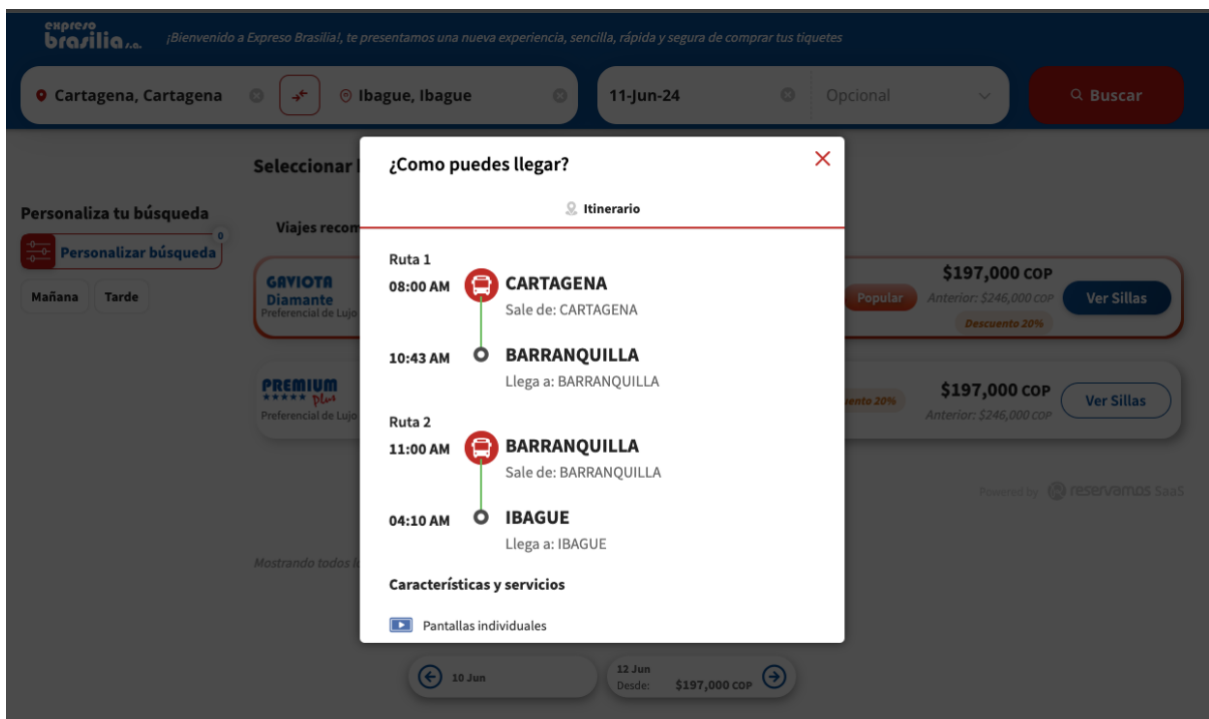 expreso
brasilia s.a.
¡Bienvenido a Expreso Brasilia!, te presentamos una nueva experiencia, sencilla, rápida y segura de comprar tus tiquetes
Cartagena, Cartagena
Ibague, Ibague
11-Jun-24
Opcional
Buscar
Seleccionar
Personaliza tu búsqueda
0
Personalizar búsqueda
Mañana
Tarde
Viajes recom
GAVIOTA
Diamante
Preferencial de Lujo
Popular
$197,000 COP
Anterior: $246,000 COP
Descuento 20%
Ver Sillas
PREMIUM
Plus
Preferencial de Lujo
uento 20%
$197,000 COP
Anterior: $246,000 COP
Ver Sillas
Powered by reservamos SaaS
Mostrando todos
¿Como puedes llegar?
Itinerario
Ruta 1
08:00 AM CARTAGENA
Sale de: CARTAGENA
10:43 AM BARRANQUILLA
Llega a: BARRANQUILLA
Ruta 2
11:00 AM BARRANQUILLA
Sale de: BARRANQUILLA
04:10 AM IBAGUE
Llega a: IBAGUE
Características y servicios
Pantallas individuales
10 Jun
12 Jun
Desde: $197,000 COP